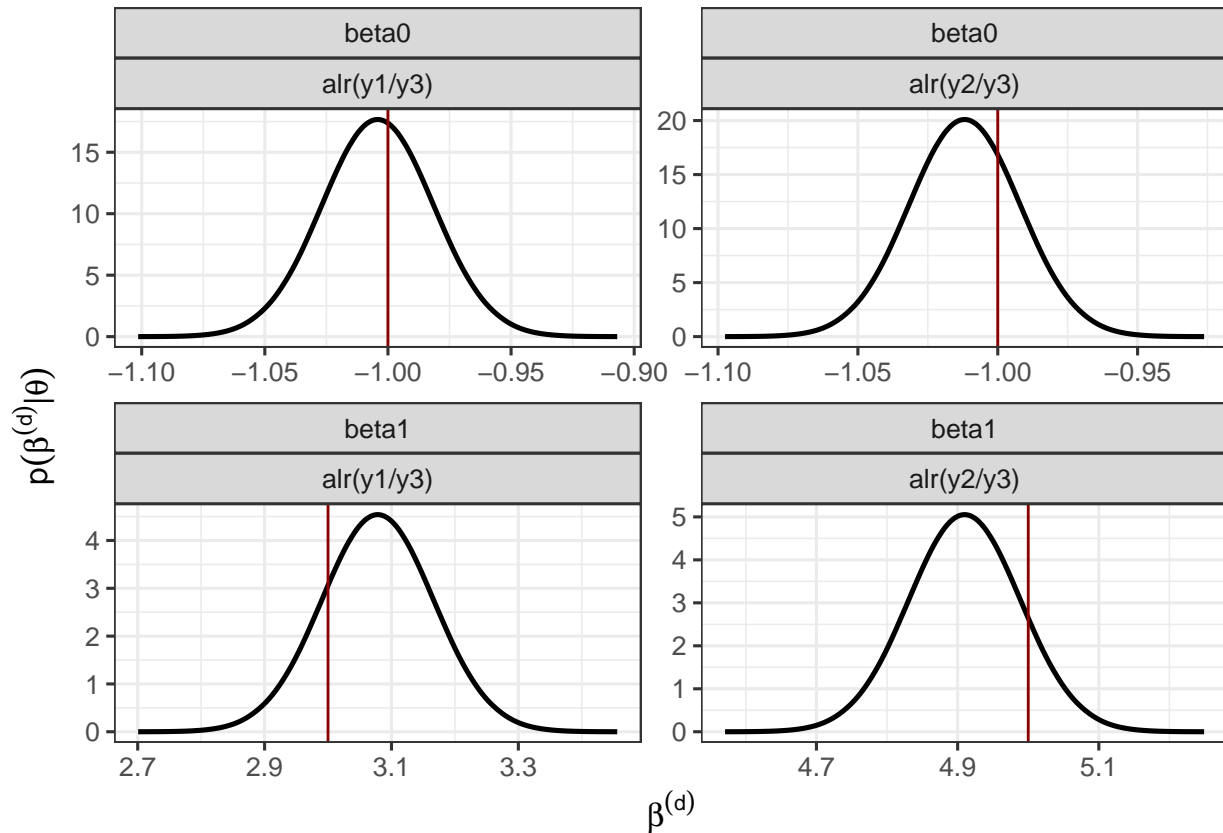 beta0
beta0
alr(y1/y3)
alr(y2/y3)
15
10
5
0
20
15
10
5
0
−1.10 −1.05 −1.00 −0.95 −0.90
−1.10 −1.05 −1.00 −0.95
p(β(d)|θ)
beta1
beta1
alr(y1/y3)
alr(y2/y3)
4
3
2
1
0
5
4
3
2
1
0
2.7 2.9 3.1 3.3
4.7 4.9 5.1
β(d)